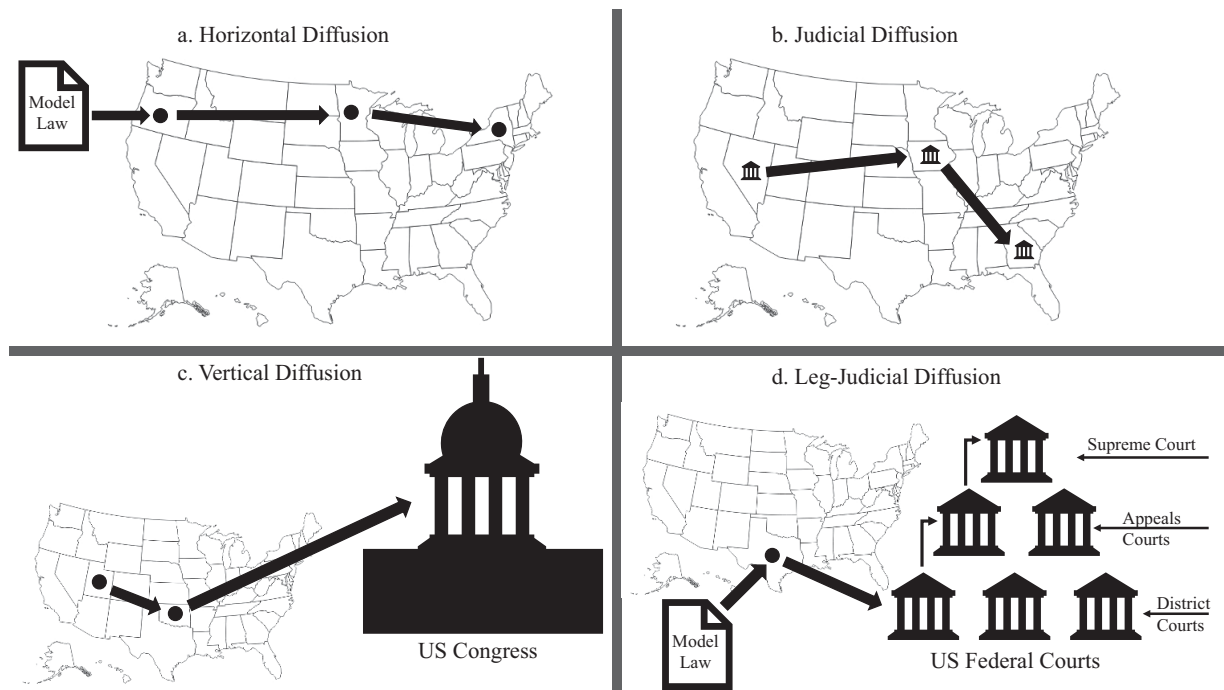 a. Horizontal Diffusion
Model
Law
b. Judicial Diffusion
c. Vertical Diffusion
US Congress
d. Leg-Judicial Diffusion
Supreme Court
Appeals
Courts
District
Courts
Model
Law
US Federal Courts